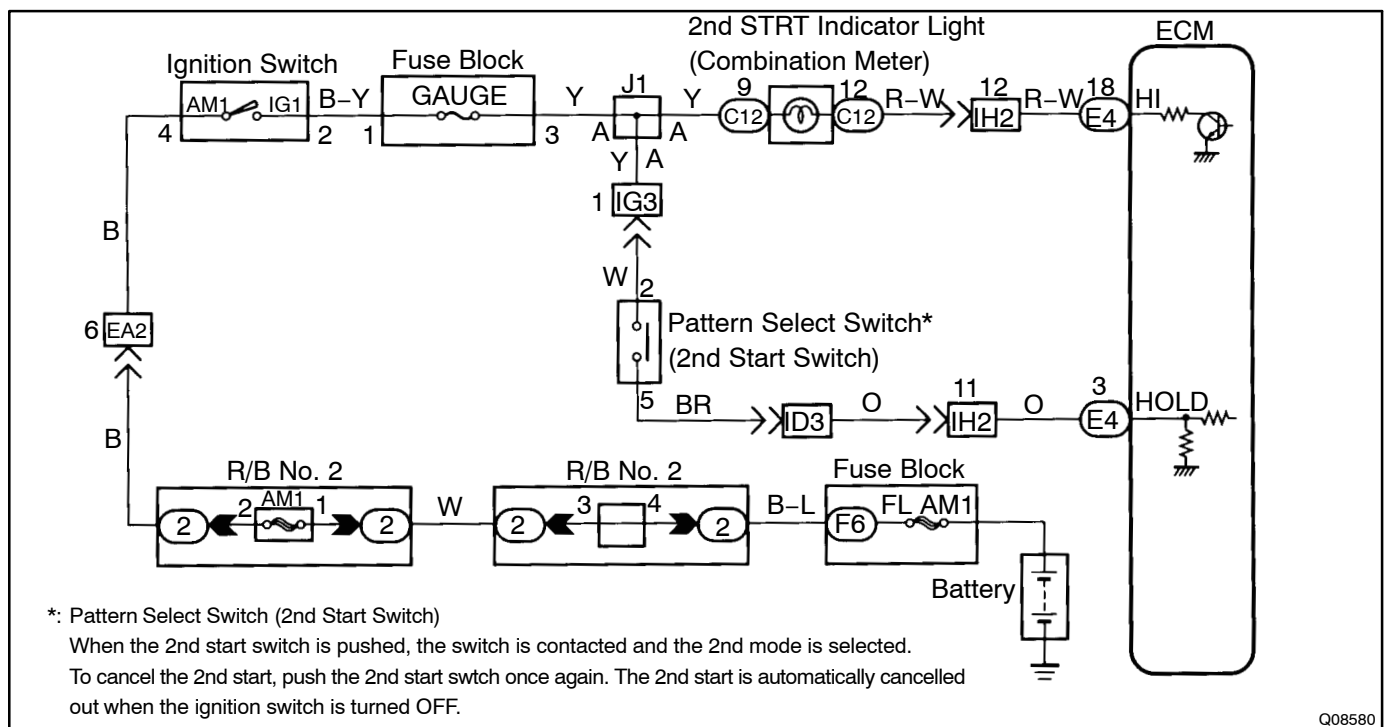 2nd STRT Indicator Light
(Combination Meter)
ECM
Ignition Switch
Fuse Block
AM1 IG1
B–Y
GAUGE
Y
J1
Y
9
C12
12
C12
R–W
12
IH2
R–W
18
E4
HI
4
2
1
3
A
A
Y A
1 IG3
B
W
2
6 EA2
Pattern Select Switch*
(2nd Start Switch)
5
BR
ID3
O
11
IH2
O
3
E4
HOLD
B
R/B No. 2
R/B No. 2
Fuse Block
2
2 AM1 1
2
W
2
3 4
2
B–L
F6
FL AM1
Battery
*: Pattern Select Switch (2nd Start Switch)
When the 2nd start switch is pushed, the switch is contacted and the 2nd mode is selected.
To cancel the 2nd start, push the 2nd start swtch once again. The 2nd start is automatically cancelled
out when the ignition switch is turned OFF.
Q08580